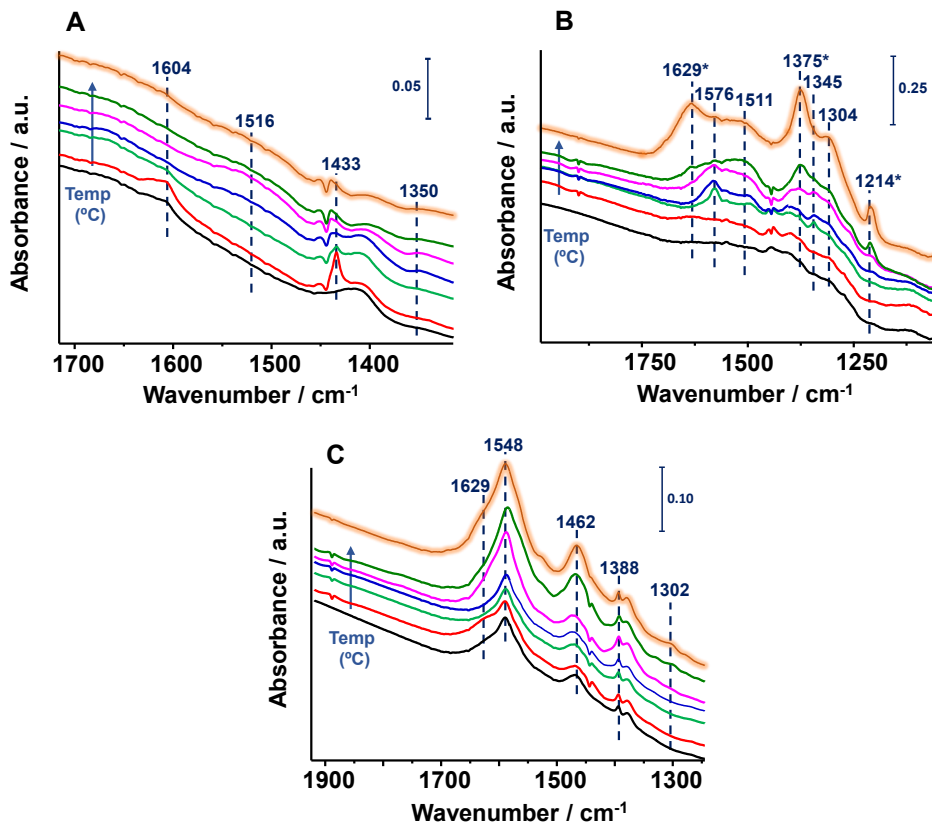 A
1604
1516
1433
1350
0.05
Temp
(ºC)
Absorbance / a.u.
1700
1600
1500
1400
Wavenumber / cm⁻¹
B
1629*
1576
1511
1375*
1345
1304
1214*
0.25
Temp
(ºC)
Absorbance / a.u.
1750
1500
1250
Wavenumber / cm⁻¹
C
1629
1548
1462
1388
1302
0.10
Temp
(ºC)
Absorbance / a.u.
1900
1700
1500
1300
Wavenumber / cm⁻¹